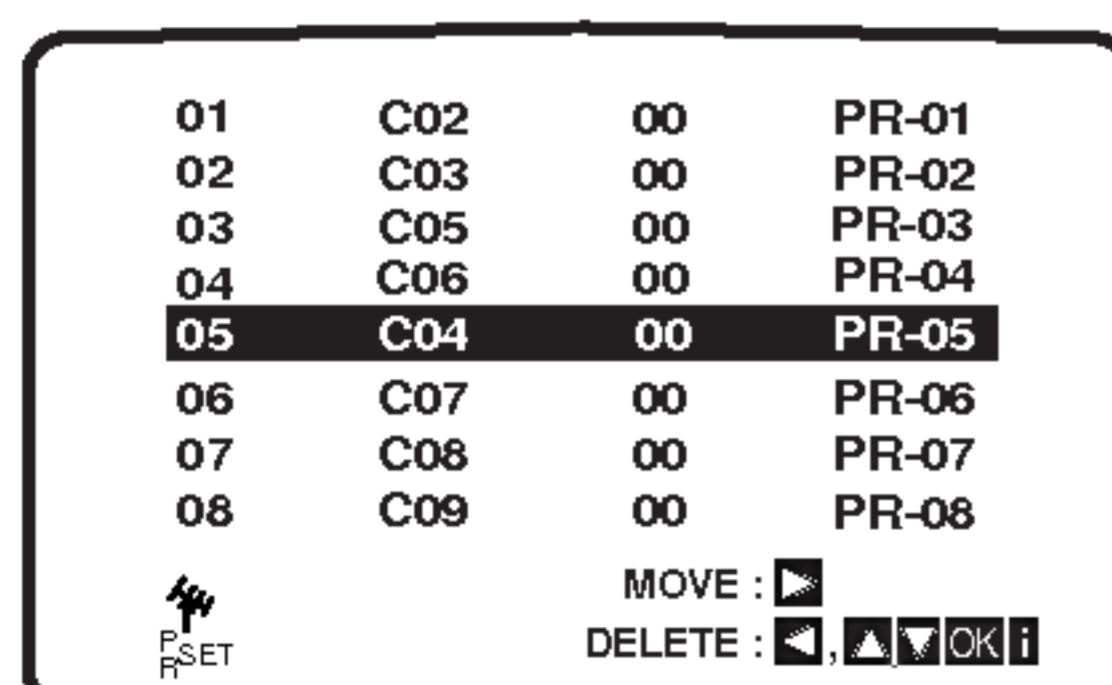 01 C02 00 PR-01
02 C03 00 PR-02
03 C05 00 PR-03
04 C06 00 PR-04
05 C04 00 PR-05
06 C07 00 PR-06
07 C08 00 PR-07
08 C09 00 PR-08
MOVE :
PR SET
DELETE : , OK i